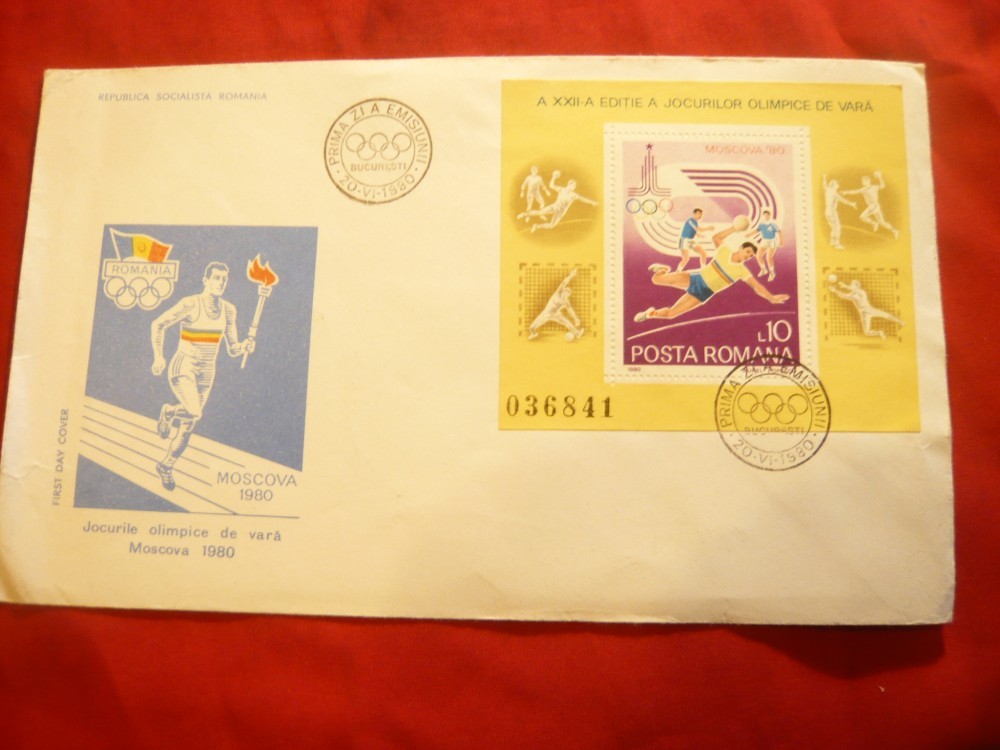 REPUBLICA SOCIALISTĂ ROMANIA
PRIMA ZI A EMISIUNII
BUCUREȘTI
20-VI-1980
A XXII-A EDITIE A JOCURILOR OLIMPICE DE VARĂ
MOSCOVA '80
L10
POSTA ROMANA
1980
036841
PRIMA ZI A EMISIUNII
BUCUREȘTI
20-VI-1980
ROMANIA
MOSCOVA
1980
FIRST DAY COVER
Jocurile olimpice de vară
Moscova 1980